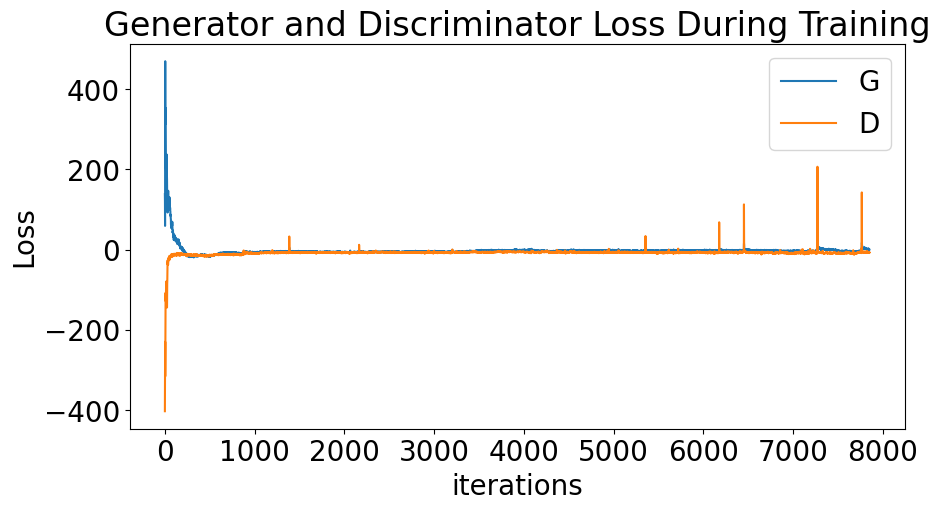 Generator and Discriminator Loss During Training
G
D
Loss
400
200
0
−200
−400
0 1000 2000 3000 4000 5000 6000 7000 8000
iterations